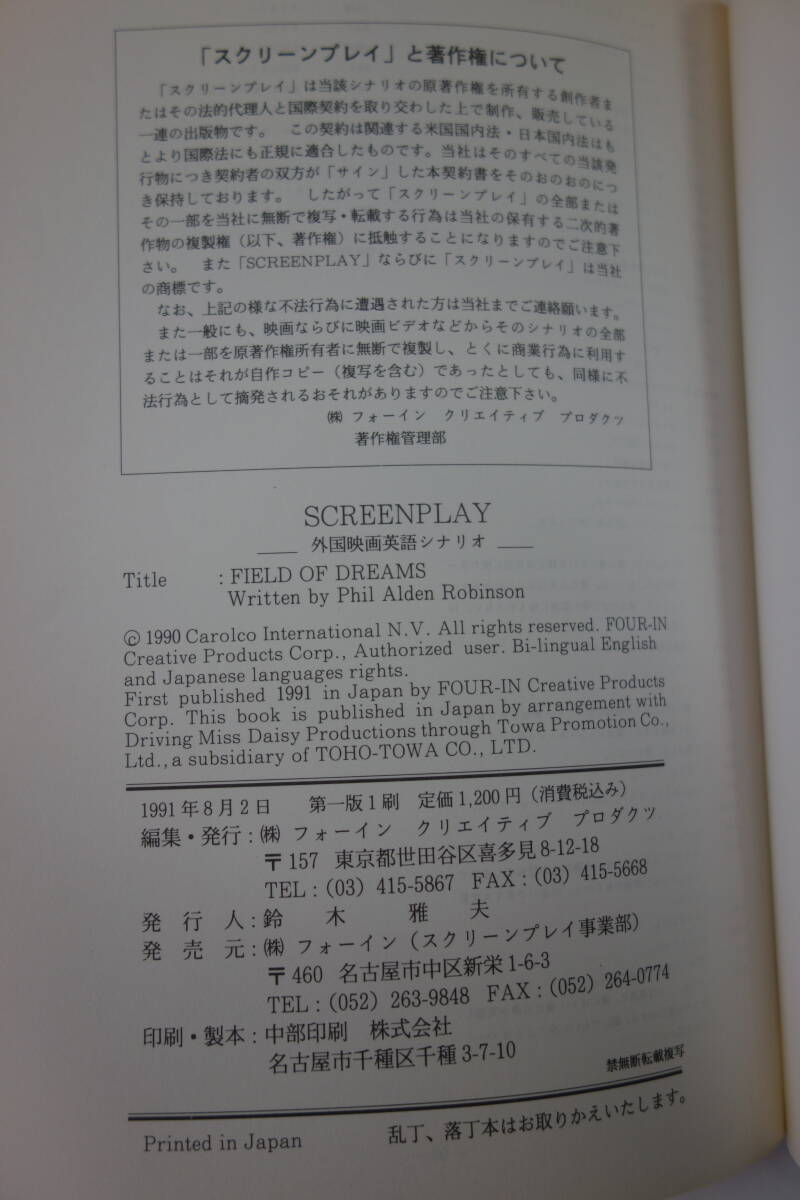 「スクリーンプレイ」と著作権について
「スクリーンプレイ」は当該シナリオの原著作権を所有する創作者ま
たはその法的代理人と国際契約を取り交わした上で制作、販売している
一連の出版物です。　この契約は関連する米国国内法・日本国内法はも
とより国際法にも正規に適合したものです。当社はそのすべての当該発
行物につき契約者の双方が「サイン」した本契約書をそのおのおのにつ
き保持しております。　したがって「スクリーンプレイ」の全部または
その一部を当社に無断で複写・転載する行為は当社の保有する二次的著
作物の複製権（以下、著作権）に抵触することになりますのでご注意下
さい。　また「SCREENPLAY」ならびに「スクリーンプレイ」は当社
の商標です。
なお、上記の様な不法行為に遭遇された方は当社までご連絡願います。
また一般にも、映画ならびに映画ビデオなどからそのシナリオの全部
または一部を原著作権所有者に無断で複製し、とくに商業行為に利用す
ることはそれが自作コピー（複写を含む）であったとしても、同様に不
法行為として摘発されるおそれがありますのでご注意下さい。
㈱ フォーイン　クリエイティブ　プロダクツ
著作権管理部
SCREENPLAY
外国映画英語シナリオ
Title : FIELD OF DREAMS
Written by Phil Alden Robinson
© 1990 Carolco International N.V. All rights reserved. FOUR-IN
Creative Products Corp., Authorized user. Bi-lingual English
and Japanese languages rights.
First published 1991 in Japan by FOUR-IN Creative Products
Corp. This book is published in Japan by arrangement with
Driving Miss Daisy Productions through Towa Promotion Co.,
Ltd., a subsidiary of TOHO-TOWA CO., LTD.
1991年8月2日　第一版1刷　定価1,200円（消費税込み）
編集・発行：㈱ フォーイン　クリエイティブ　プロダクツ
〒157　東京都世田谷区喜多見8-12-18
TEL：(03) 415-5867　FAX：(03) 415-5668
発　行　人：鈴　木　雅　夫
発　売　元：㈱ フォーイン（スクリーンプレイ事業部）
〒460　名古屋市中区新栄1-6-3
TEL：(052) 263-9848　FAX：(052) 264-0774
印刷・製本：中部印刷　株式会社
名古屋市千種区千種3-7-10
禁無断転載複写
Printed in Japan　乱丁、落丁本はお取りかえいたします。